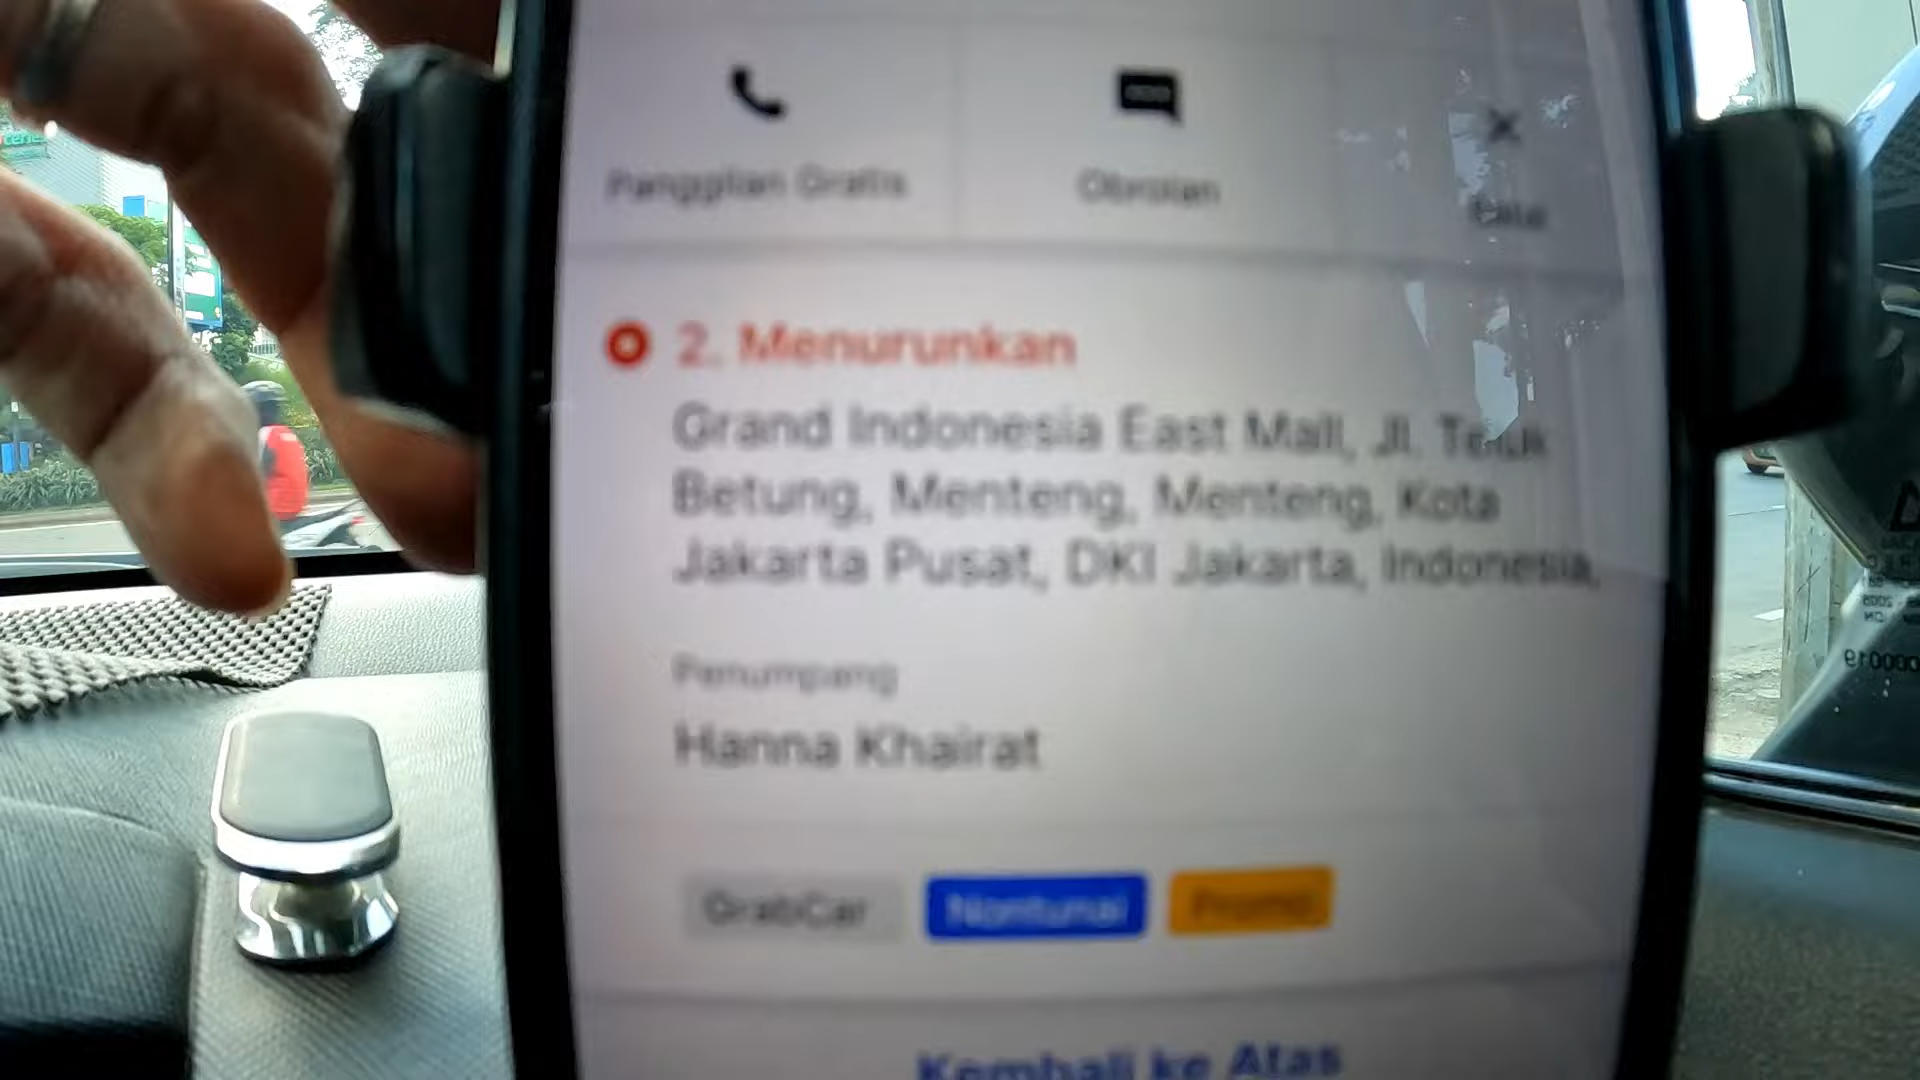 Panggilan Gratis
Obrolan
Batal
2. Menurunkan
Grand Indonesia East Mall, Jl. Teluk
Betung, Menteng, Menteng, Kota
Jakarta Pusat, DKI Jakarta, Indonesia,
Penumpang
Hanna Khairat
GrabCar
Nontunai
Promo
Kembali ke Atas